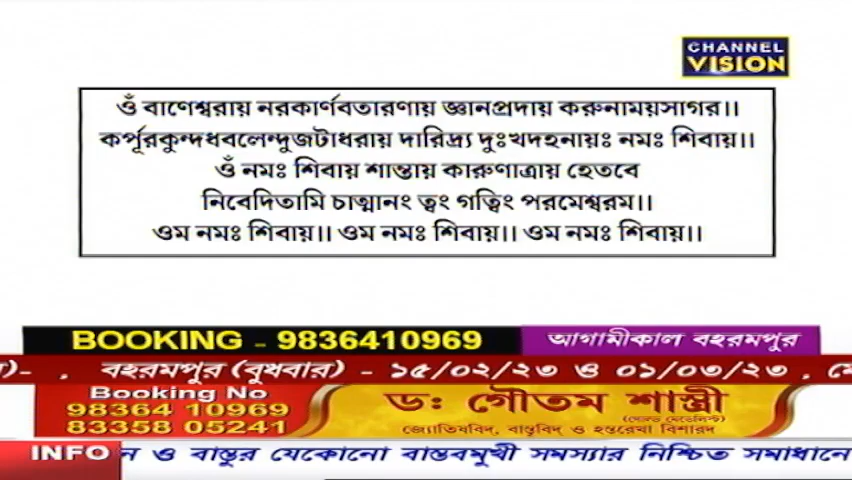 CHANNEL
VISION
ওঁ বাণেশ্বরায় নরকার্ণবতারণায় জ্ঞানপ্রদায় করুনাময়সাগর।।
কর্পূরকুন্দধবলেন্দুজটাধরায় দারিদ্র্য দুঃখদহনায়ঃ নমঃ শিবায়।।
ওঁ নমঃ শিবায় শান্তায় কারুণাত্রায় হেতবে
নিবেদিতামি চাত্মানং ত্বং গত্বিং পরমেশ্বরম।।
ওম নমঃ শিবায়।। ওম নমঃ শিবায়।। ওম নমঃ শিবায়।।
BOOKING - 9836410969 আগামীকাল বহরমপুর
)- , বহরমপুর (বুধবার) - ১৫/০২/২৩ ও ০১/০৩/২৩ ,
Booking No
98364 10969
83358 05241
ডঃ গৌতম শাস্ত্রী
(গোল্ড মেডেলিস্ট)
জ্যোতিষবিদ, বাস্তুবিদ ও হস্তরেখা বিশারদ
INFO ন ও বাস্তুর যেকোনো বাস্তবমুখী সমস্যার নিশ্চিত সমাধানে